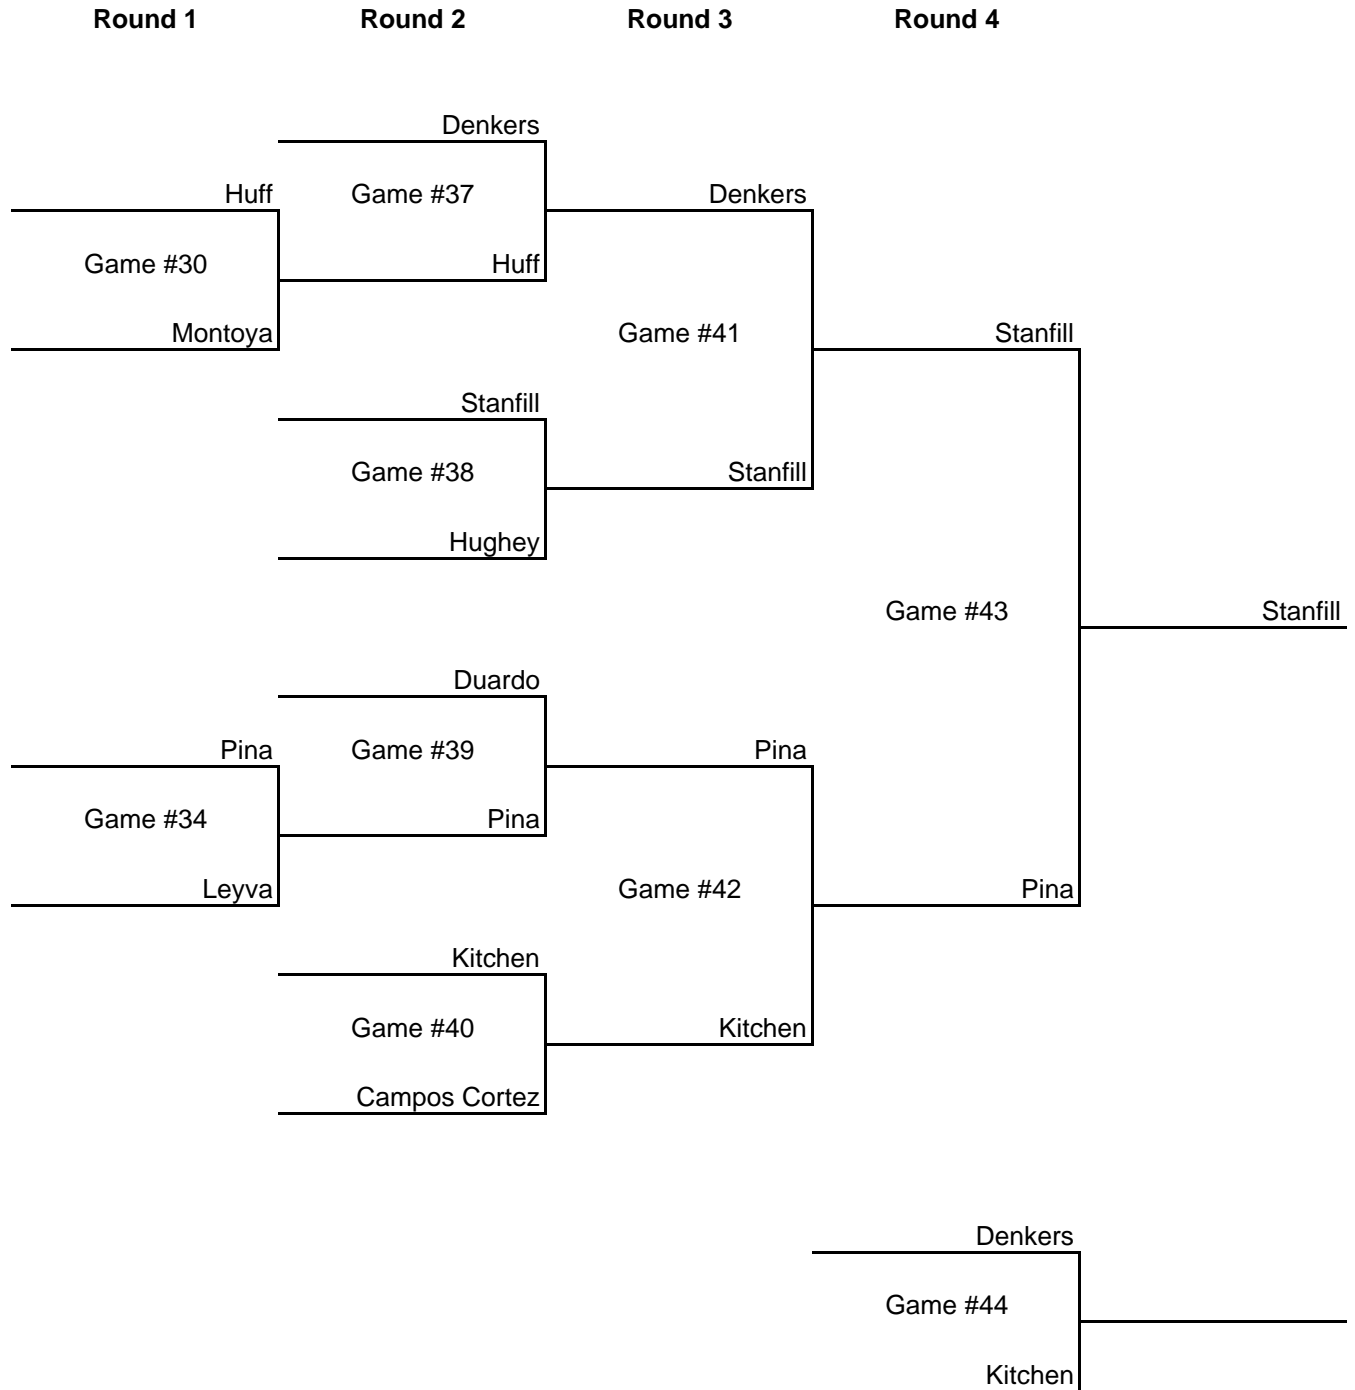 Round 1 Round 2 Round 3 Round 4
Denkers
Huff Game #37 Denkers
Game #30 Huff
Montoya Game #41 Stanfill
Stanfill
Game #38 Stanfill
Hughey
Game #43 Stanfill
Duardo
Pina Game #39 Pina
Game #34 Pina
Leyva Game #42 Pina
Kitchen
Game #40 Kitchen
Campos Cortez
Denkers
Game #44
Kitchen